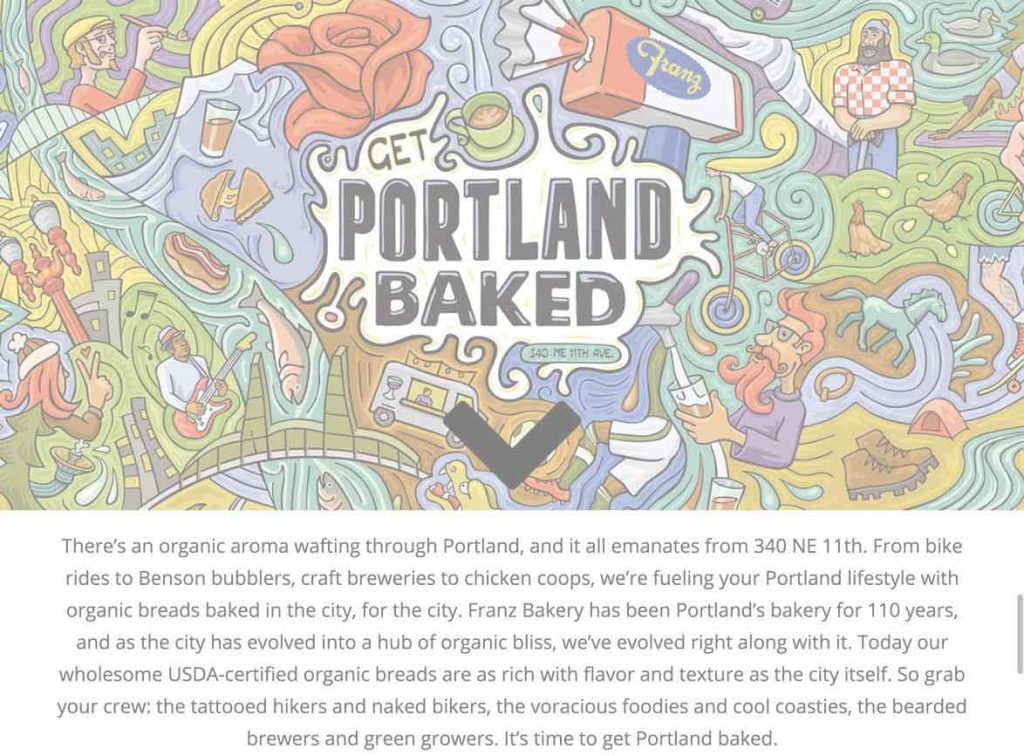 Franz
GET
PORTLAND
BAKED
340 NE 11TH AVE.
There’s an organic aroma wafting through Portland, and it all emanates from 340 NE 11th. From bike
rides to Benson bubblers, craft breweries to chicken coops, we’re fueling your Portland lifestyle with
organic breads baked in the city, for the city. Franz Bakery has been Portland’s bakery for 110 years,
and as the city has evolved into a hub of organic bliss, we’ve evolved right along with it. Today our
wholesome USDA-certified organic breads are as rich with flavor and texture as the city itself. So grab
your crew: the tattooed hikers and naked bikers, the voracious foodies and cool coasties, the bearded
brewers and green growers. It’s time to get Portland baked.